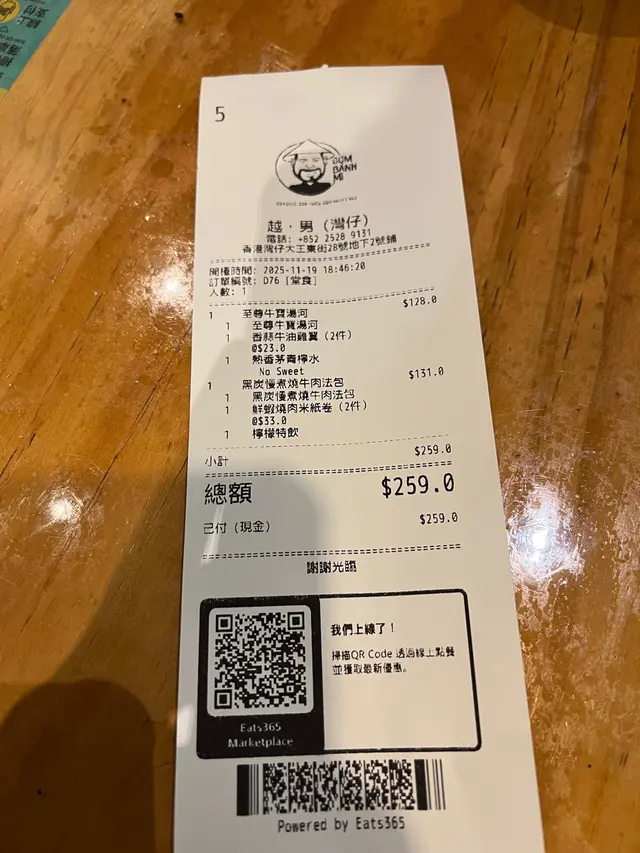 5
BÁNH
MÌ
越·男 (灣仔)
電話: +852 2528 9131
香港灣仔大王東街28號地下2號舖
開檯時間: 2025-11-19 18:46:20
訂單編號: D76 [堂食]
人數: 1
1 至尊牛寶湯河 $128.0
1 至尊牛寶湯河
1 香蒜牛油雞翼 (2件)
@$23.0
1 熱香茅青檸水
No Sweet
1 黑炭慢煮燒牛肉法包 $131.0
1 黑炭慢煮燒牛肉法包
1 鮮蝦燒肉米紙卷 (2件)
@$33.0
1 檸檬特飲
小計 $259.0
總額 $259.0
已付 (現金) $259.0
謝謝光臨
我們上線了！
掃描QR Code 透過線上點餐
並獲取最新優惠。
Eats365
Marketplace
Powered by Eats365